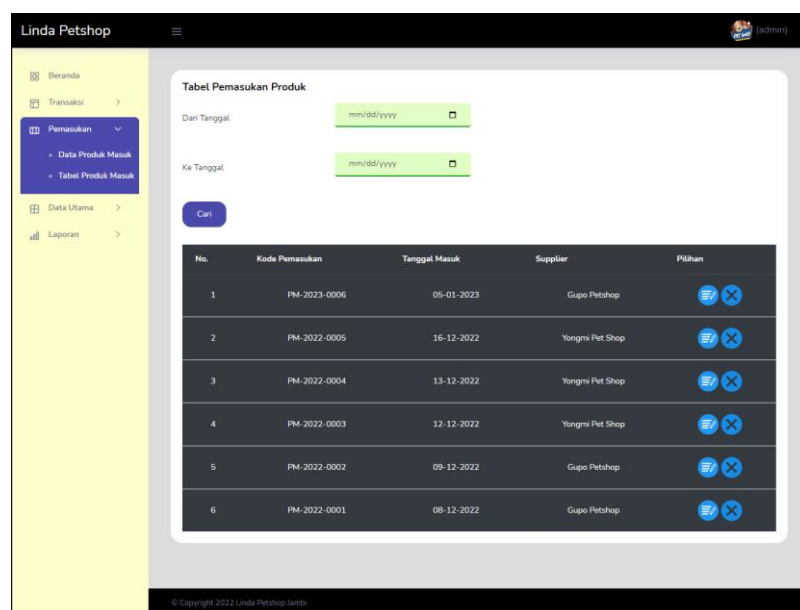 Linda Petshop
(admin)
Beranda
Transaksi
Pemasukan
Data Produk Masuk
Tabel Produk Masuk
Data Utama
Laporan
Tabel Pemasukan Produk
Dari Tanggal
mm/dd/yyyy
Ke Tanggal
mm/dd/yyyy
Cari
No. Kode Pemasukan Tanggal Masuk Supplier Pilihan
1 PM-2023-0006 05-01-2023 Gupo Petshop
2 PM-2022-0005 16-12-2022 Yongmi Pet Shop
3 PM-2022-0004 13-12-2022 Yongmi Pet Shop
4 PM-2022-0003 12-12-2022 Yongmi Pet Shop
5 PM-2022-0002 09-12-2022 Gupo Petshop
6 PM-2022-0001 08-12-2022 Gupo Petshop
© Copyright 2022 Linda Petshop Jambi